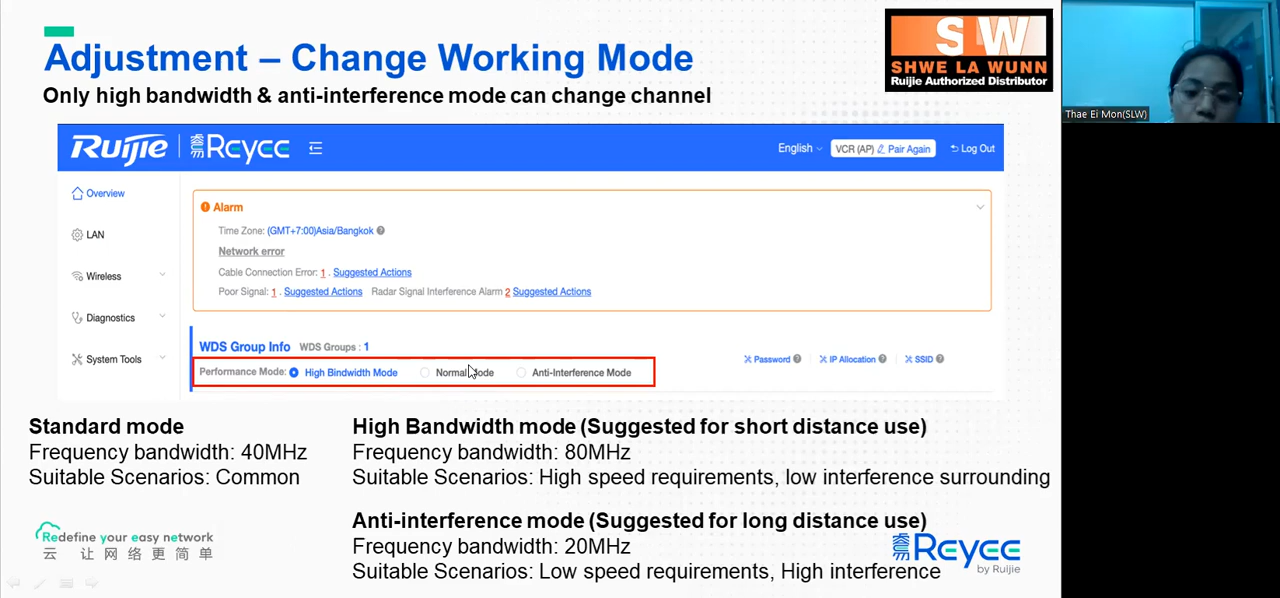 Adjustment – Change Working Mode
Only high bandwidth & anti-interference mode can change channel
SW
SHWE LA WUNN
Ruijie Authorized Distributor
Thae Ei Mon(SLW)
Ruijie | 睿易 Reyee
English
VCR (AP) Pair Again
Log Out
Overview
LAN
Wireless
Diagnostics
System Tools
Alarm
Time Zone: (GMT+7:00)Asia/Bangkok
Network error
Cable Connection Error: 1 . Suggested Actions
Poor Signal: 1 . Suggested Actions Radar Signal Interference Alarm 2 Suggested Actions
WDS Group Info WDS Groups : 1
Password IP Allocation SSID
Performance Mode: High Bindwidth Mode Normal Mode Anti-Interference Mode
Standard mode
Frequency bandwidth: 40MHz
Suitable Scenarios: Common
High Bandwidth mode (Suggested for short distance use)
Frequency bandwidth: 80MHz
Suitable Scenarios: High speed requirements, low interference surrounding
Anti-interference mode (Suggested for long distance use)
Frequency bandwidth: 20MHz
Suitable Scenarios: Low speed requirements, High interference
Redefine your easy network
云 让网络更简单
睿易 Reyee
by Ruijie